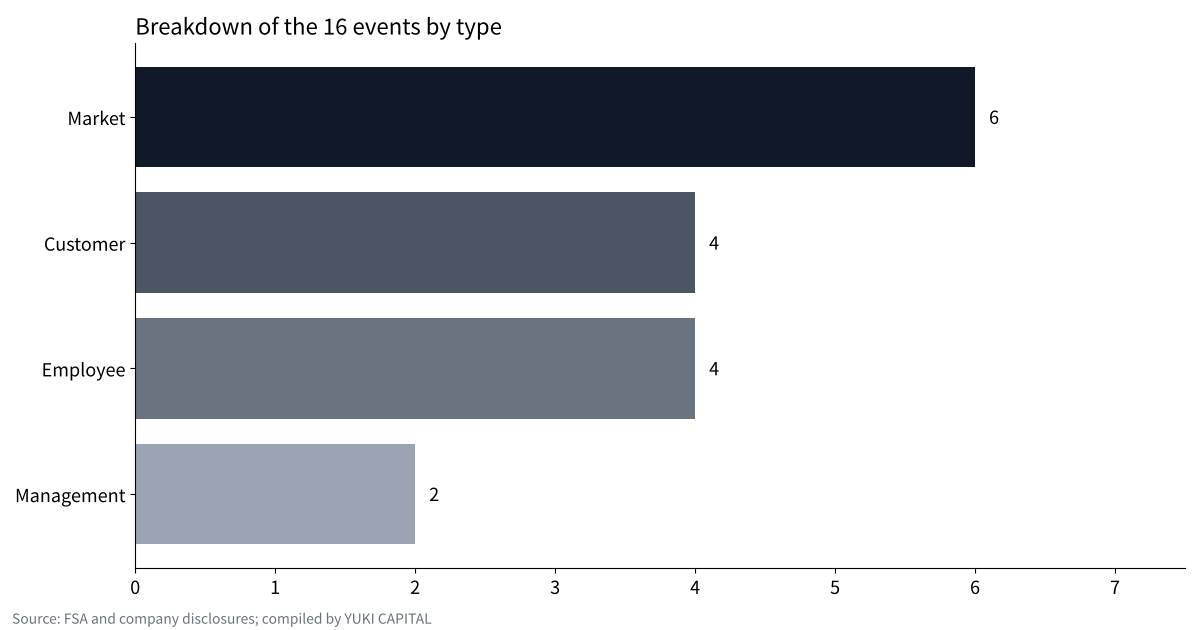 Breakdown of the 16 events by type
Market
6
Customer
4
Employee
4
Management
2
0 1 2 3 4 5 6 7
Source: FSA and company disclosures; compiled by YUKI CAPITAL